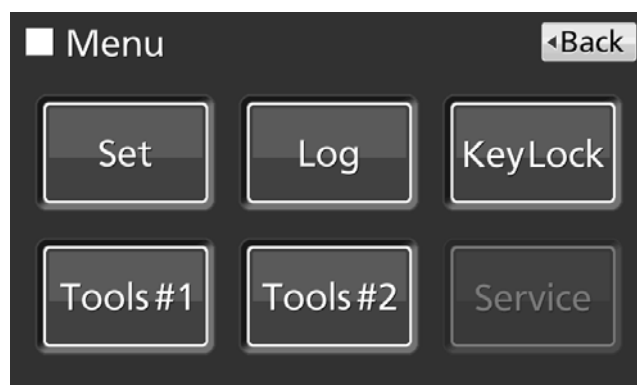 Menu
Back
Set
Log
KeyLock
Tools#1
Tools#2
Service